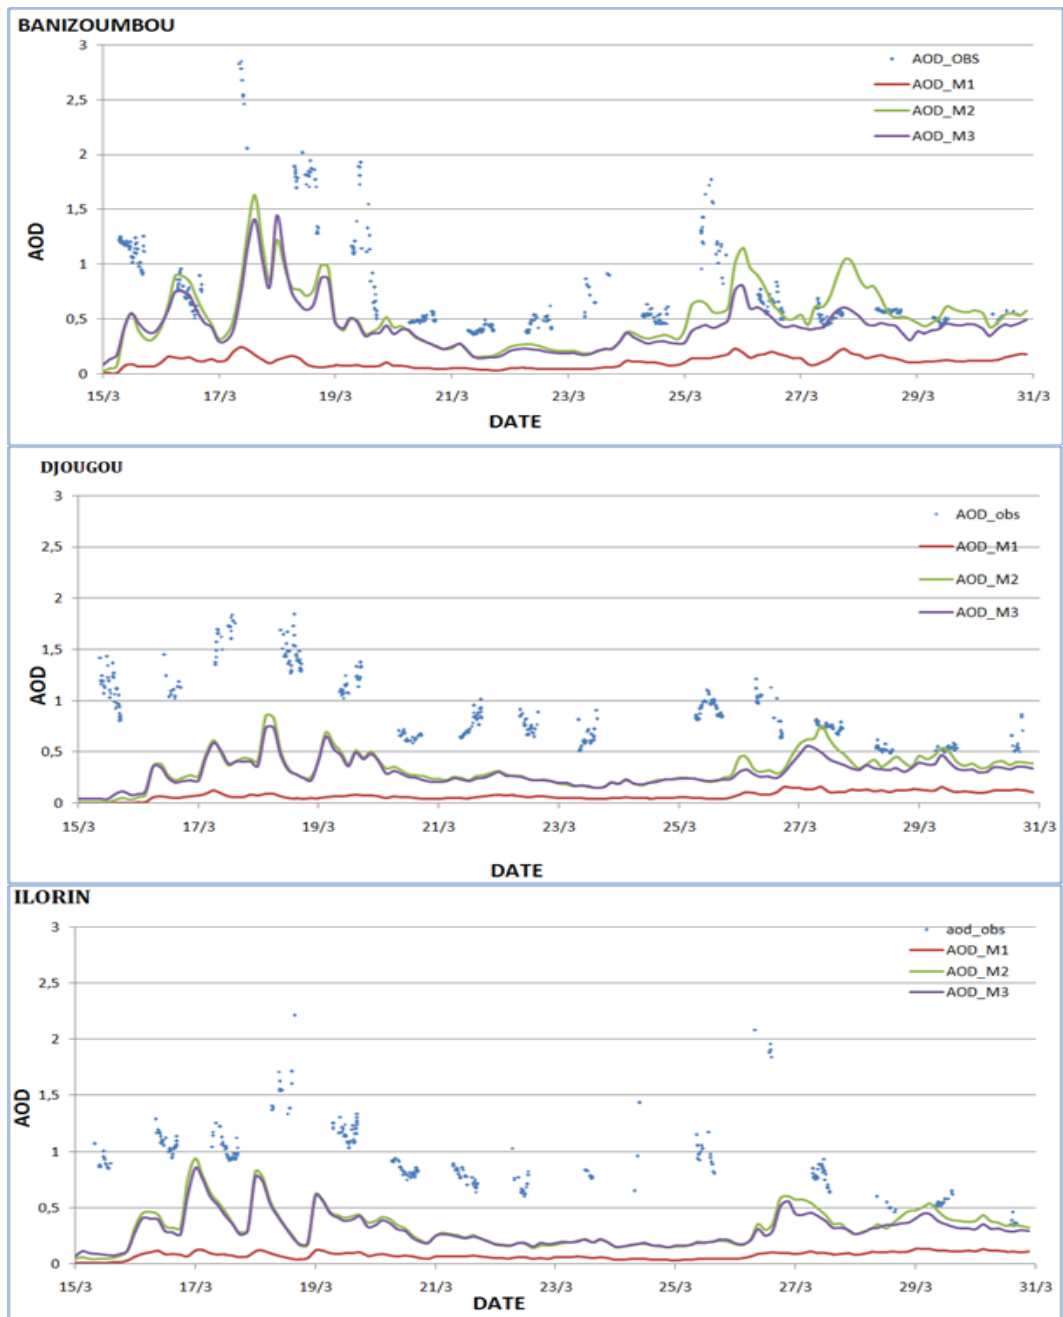 BANIZOUMBOU
3
AOD_OBS
AOD_M1
AOD_M2
AOD_M3
2,5
2
1,5
1
0,5
0
AOD
15/3 17/3 19/3 21/3 23/3 25/3 27/3 29/3 31/3
DATE
DJOUGOU
3
AOD_obs
AOD_M1
AOD_M2
AOD_M3
2,5
2
1,5
1
0,5
0
AOD
15/3 17/3 19/3 21/3 23/3 25/3 27/3 29/3 31/3
DATE
ILORIN
3
aod_obs
AOD_M1
AOD_M2
AOD_M3
2,5
2
1,5
1
0,5
0
AOD
15/3 17/3 19/3 21/3 23/3 25/3 27/3 29/3 31/3
DATE